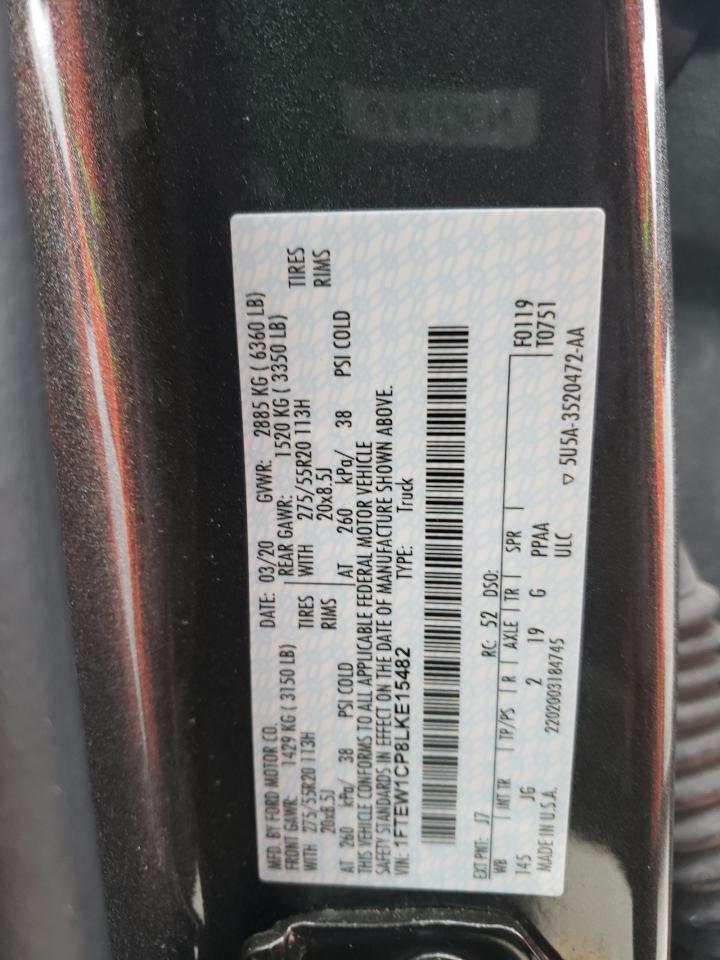 MFD. BY FORD MOTOR CO.
DATE: 03/20 GVWR: 2885 KG ( 6360 LB)
FRONT GAWR: 1429 KG ( 3150 LB) REAR GAWR: 1520 KG ( 3350 LB)
WITH 275/55R20 113H TIRES WITH 275/55R20 113H TIRES
20x8.5J RIMS 20x8.5J RIMS
AT 260 kPa/ 38 PSI COLD AT 260 kPa/ 38 PSI COLD
THIS VEHICLE CONFORMS TO ALL APPLICABLE FEDERAL MOTOR VEHICLE
SAFETY STANDARDS IN EFFECT ON THE DATE OF MANUFACTURE SHOWN ABOVE.
VIN: 1FTEW1CP8LKE15482 TYPE: Truck
EXT PNT: J7 RC: 52 DSO:
WB INT TR TP/PS R AXLE TR SPR F0119
145 JG 2 19 G PPAA T0751
MADE IN U.S.A. 2202003184745 ULC
▽ 5U5A-3520472-AA